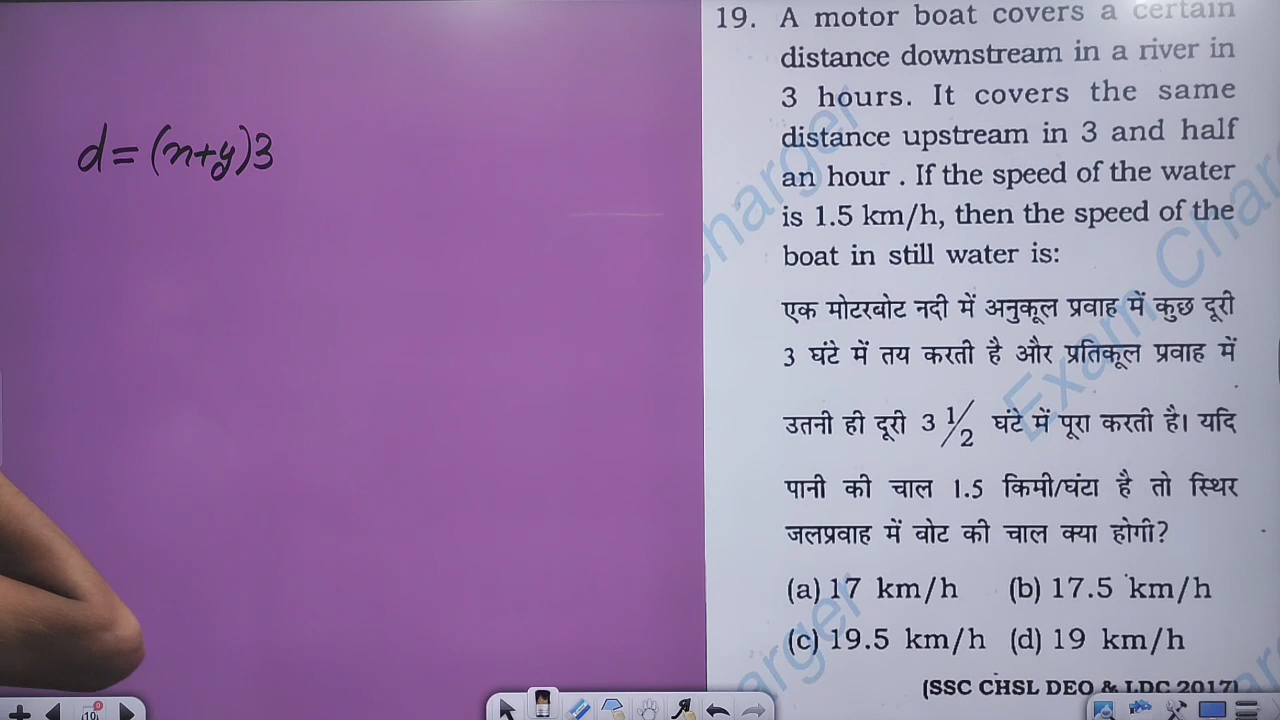 d=(x+y)3
19. A motor boat covers a certain
distance downstream in a river in
3 hours. It covers the same
distance upstream in 3 and half
an hour . If the speed of the water
is 1.5 km/h, then the speed of the
boat in still water is:
एक मोटरबोट नदी में अनुकूल प्रवाह में कुछ दूरी
3 घंटे में तय करती है और प्रतिकूल प्रवाह में
उतनी ही दूरी 3 1/2 घंटे में पूरा करती है। यदि
पानी की चाल 1.5 किमी/घंटा है तो स्थिर
जलप्रवाह में बोट की चाल क्या होगी?
(a) 17 km/h (b) 17.5 km/h
(c) 19.5 km/h (d) 19 km/h
(SSC CHSL DEO & LDC 2017)
Exam Charger
19